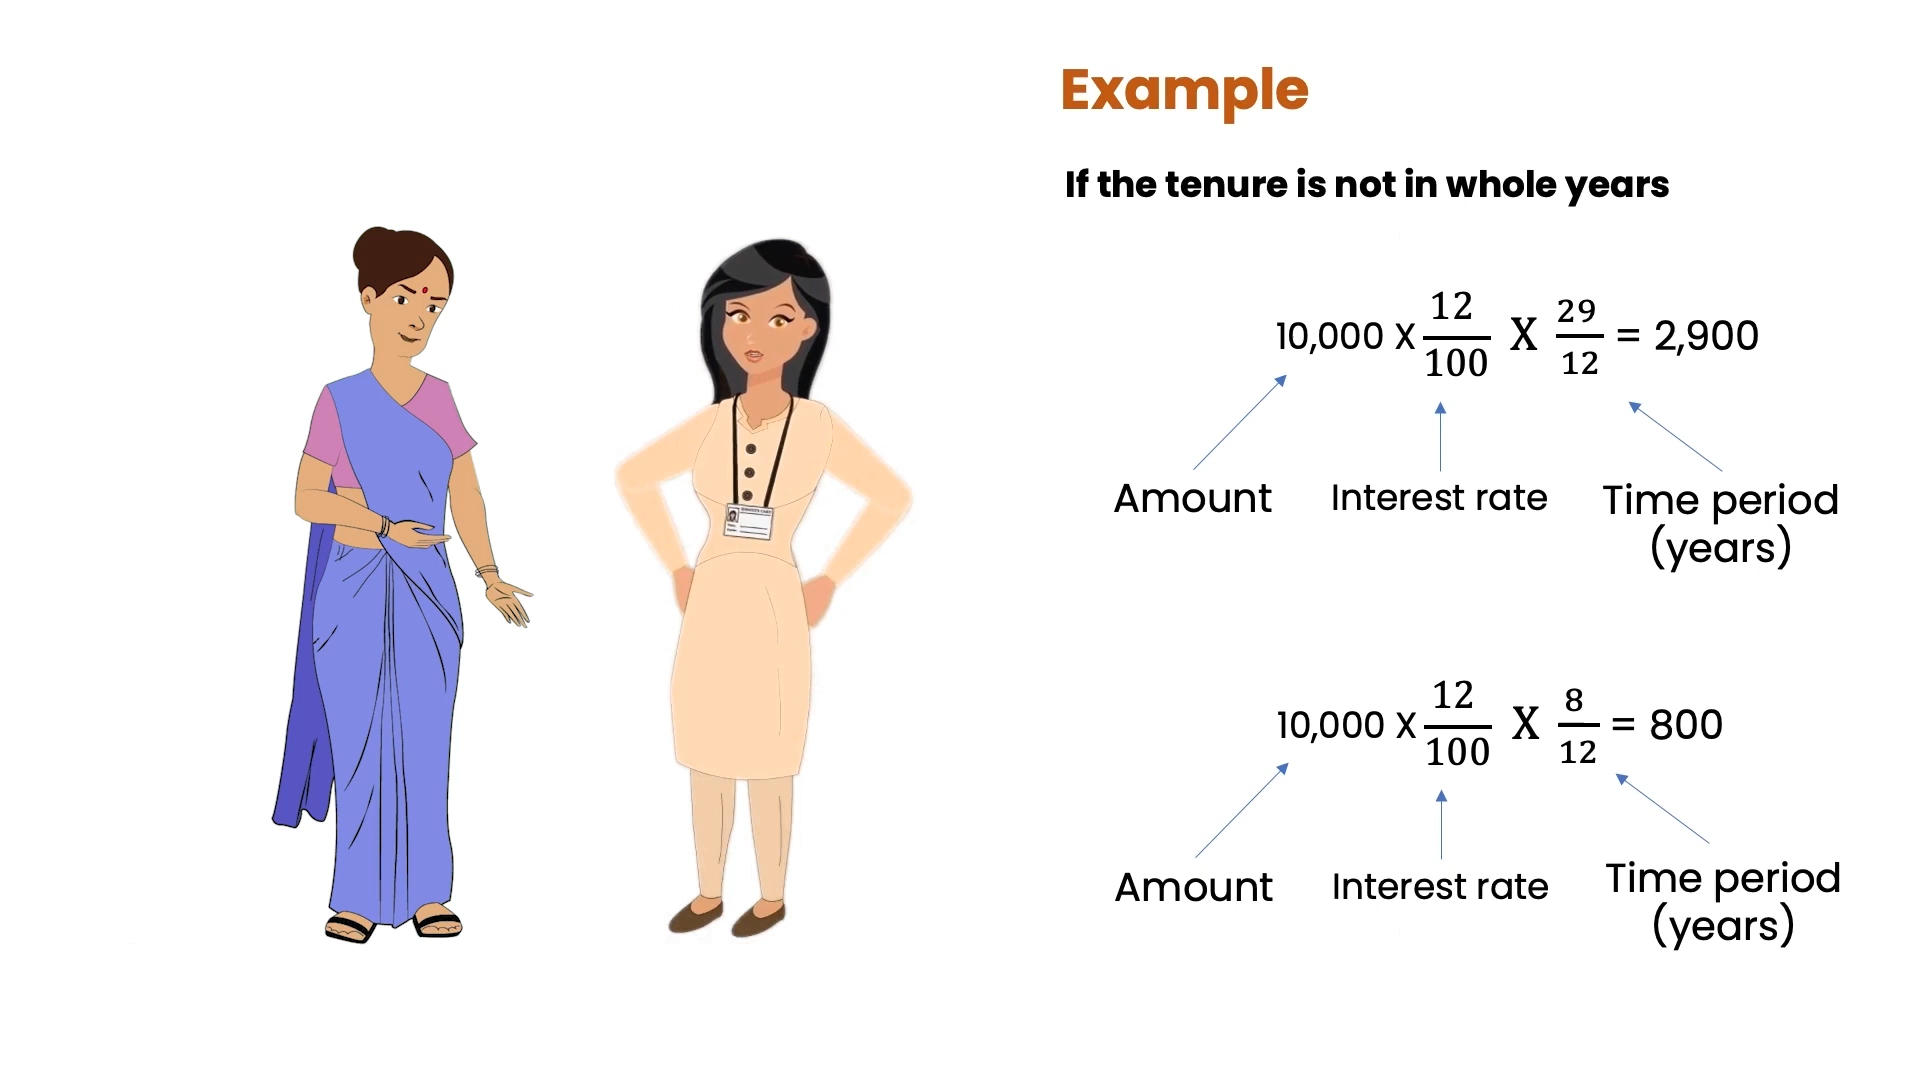 Example
If the tenure is not in whole years
10,000 X 12/100 X 29/12 = 2,900
Amount
Interest rate
Time period
(years)
10,000 X 12/100 X 8/12 = 800
Amount
Interest rate
Time period
(years)